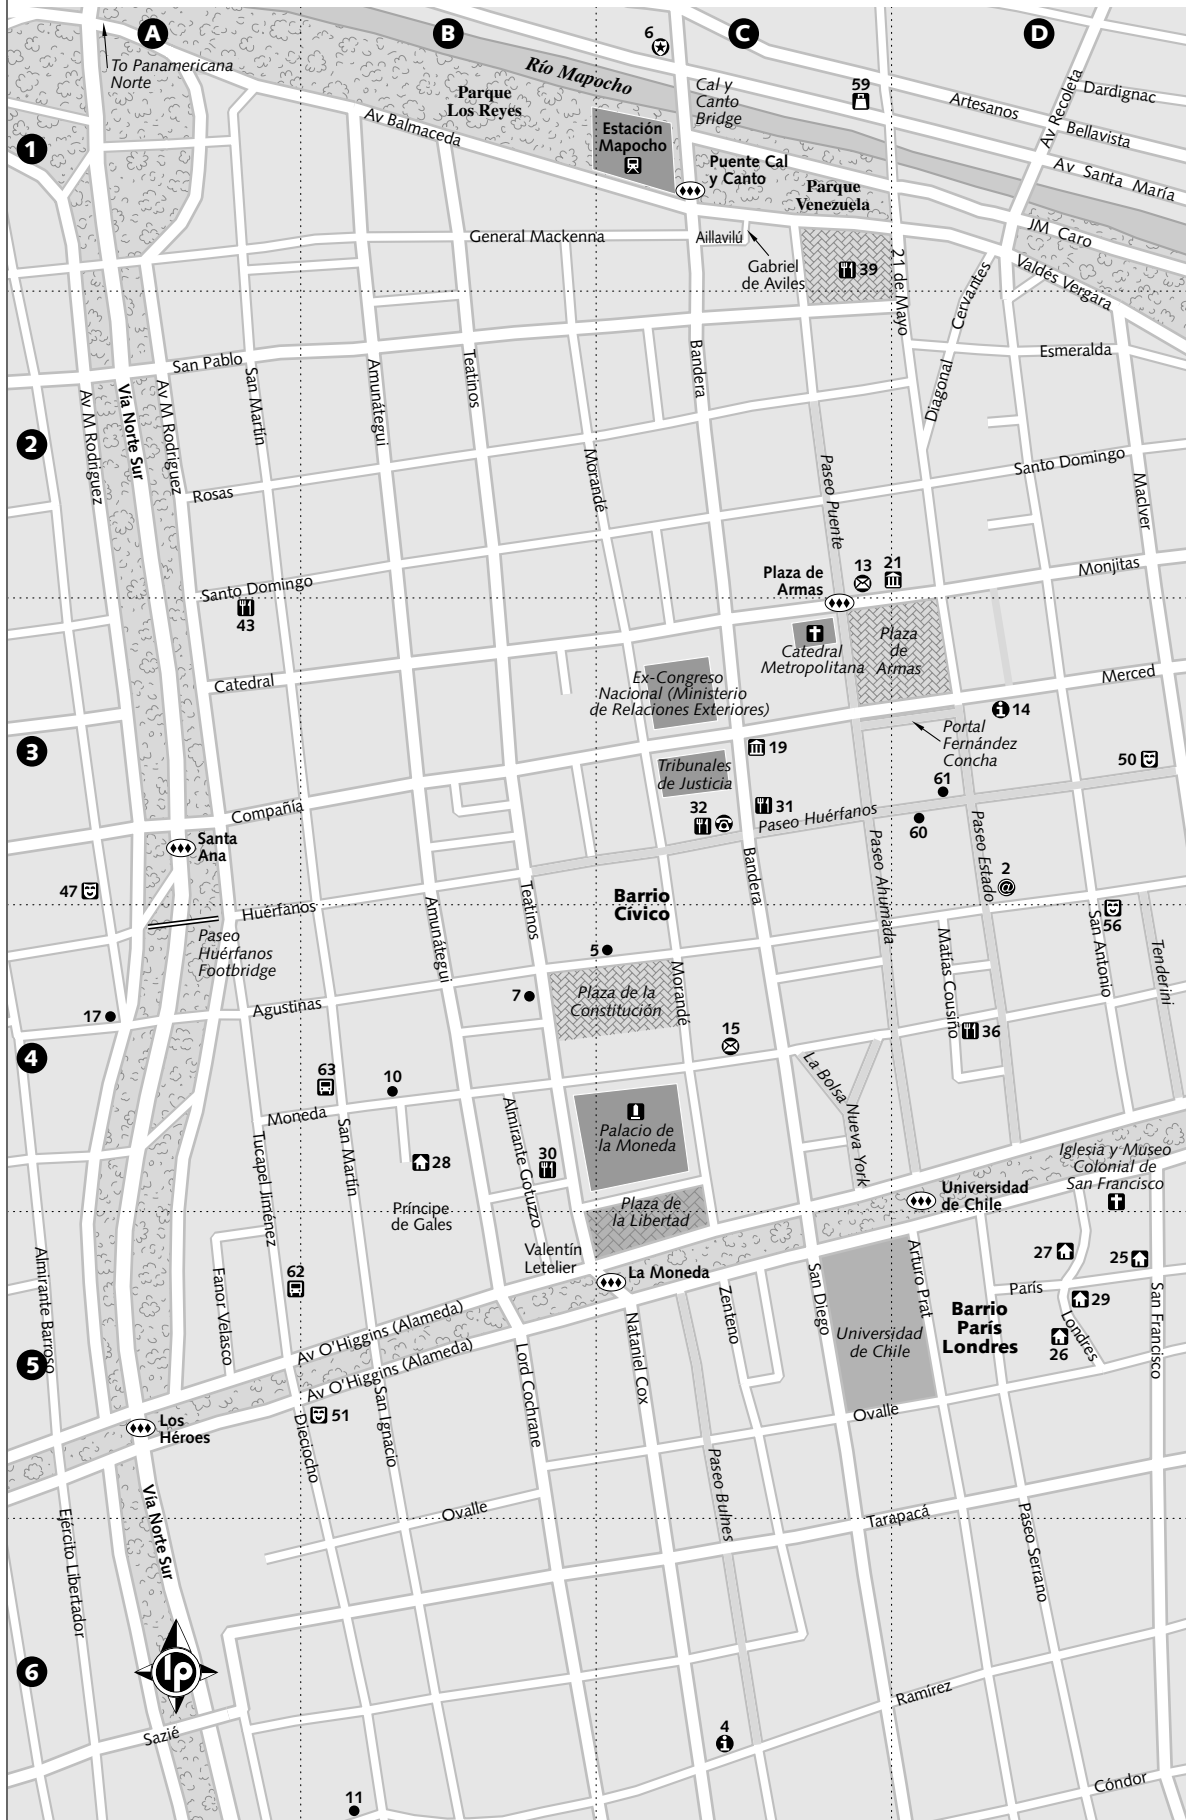 A
B
C
D
To Panamericana
Norte
6
Río Mapocho
Cal y
Canto
Bridge
59
Dardignac
Artesanos
Av Recoleta
Bellavista
Parque
Los Reyes
Av Balmaceda
1
Estación
Mapocho
Puente Cal
y Canto
Av Santa María
Parque
Venezuela
JM Caro
General Mackenna
Aillavilú
Gabriel
de Aviles
39
21 de Mayo
Cervantes
Valdés Vergara
San Pablo
Esmeralda
Av M Rodriguez
Vía Norte Sur
Av M Rodriguez
San Martín
Amunátegui
Teatinos
Bandera
Diagonal
2
Rosas
Morandé
Paseo Puente
Santo Domingo
MacIver
Santo Domingo
43
Plaza de
Armas
13
21
Monjitas
Catedral
Metropolitana
Plaza
de
Armas
Catedral
Ex-Congreso
Nacional (Ministerio
de Relaciones Exteriores)
Merced
14
3
19
Portal
Fernández
Concha
50
Tribunales
de Justicia
61
Compañía
32
31
Paseo Huérfanos
60
Santa
Ana
Paseo Ahumada
Paseo Estado
2
47
Teatinos
Barrio
Cívico
Bandera
Huérfanos
Amunátegui
56
San Antonio
Tenderini
Paseo
Huérfanos
Footbridge
5
Matías Cousiño
Morandé
Plaza de la
Constitución
7
Agustinas
17
15
36
4
63
10
La Bolsa
Nueva York
Moneda
Tucapel Jiménez
San Martín
Almirante Gotuzzo
Palacio de
la Moneda
28
30
Iglesia y Museo
Colonial de
San Francisco
Universidad
de Chile
Príncipe
de Gales
Plaza de
la Libertad
Almirante Barroso
Valentín
Letelier
27
25
Fanor Velasco
62
La Moneda
San Diego
Arturo Prat
París
29
Av O'Higgins (Alameda)
Zenteno
Barrio
París
Londres
Londres
San Francisco
26
5
Av O'Higgins (Alameda)
Lord Cochrane
Nataniel Cox
Universidad
de Chile
Los
Héroes
51
Dieciocho
San Ignacio
Ovalle
Paseo Bulnes
Vía Norte Sur
Ejército Libertador
Ovalle
Tarapacá
Paseo Serrano
lp
6
Ramírez
Sazié
4
Cóndor
11